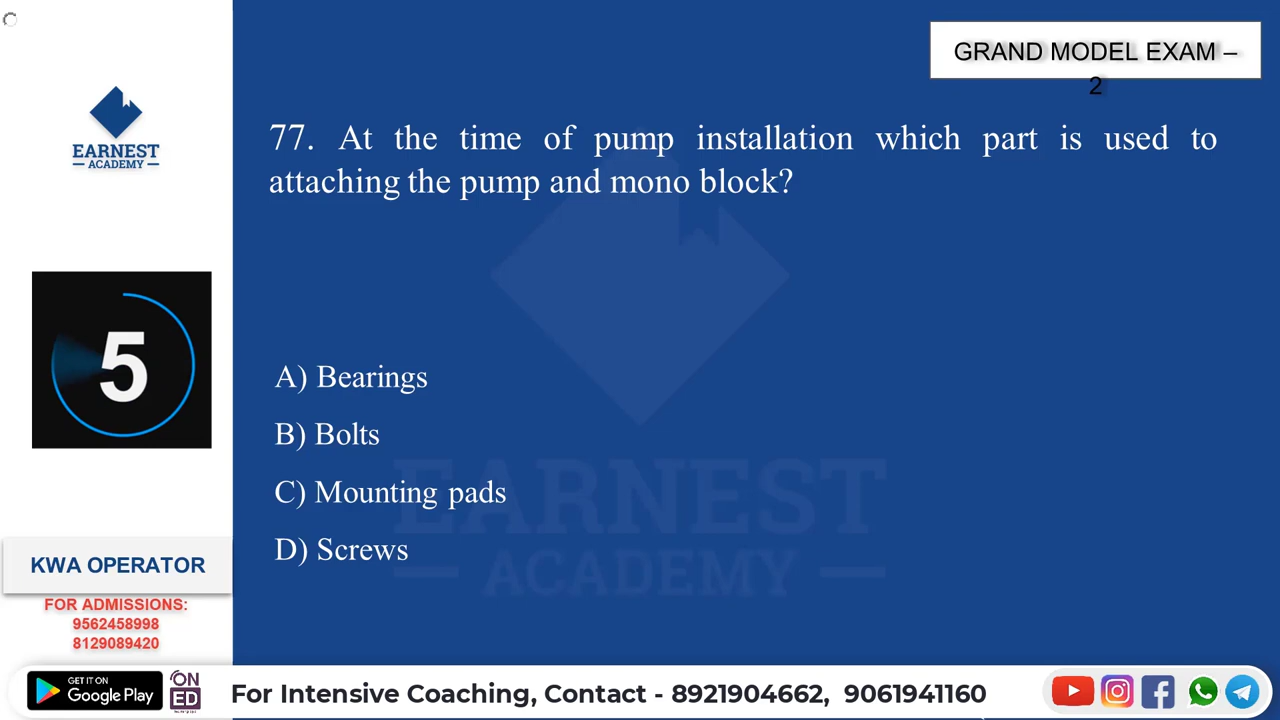 GRAND MODEL EXAM –
2
EARNEST
ACADEMY
77. At the time of pump installation which part is used to
attaching the pump and mono block?
5
A) Bearings
B) Bolts
C) Mounting pads
D) Screws
EARNEST
ACADEMY
KWA OPERATOR
FOR ADMISSIONS:
9562458998
8129089420
GET IT ON
Google Play
ON
ED
For Intensive Coaching, Contact - 8921904662, 9061941160